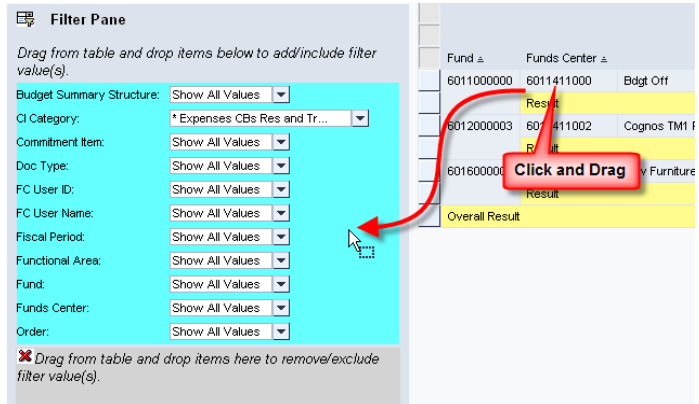 Filter Pane
Drag from table and drop items below to add/include filter
value(s).
Budget Summary Structure: Show All Values
CI Category: * Expenses CBs Res and Tr...
Commitment Item: Show All Values
Doc Type: Show All Values
FC User ID: Show All Values
FC User Name: Show All Values
Fiscal Period: Show All Values
Functional Area: Show All Values
Fund: Show All Values
Funds Center: Show All Values
Order: Show All Values
Drag from table and drop items here to remove/exclude
filter value(s).
Fund Funds Center
6011000000 6011411000 Bdgt Off
Result
6012000003 Cognos TM1
Result
Click and Drag Furniture
Result
Overall Result